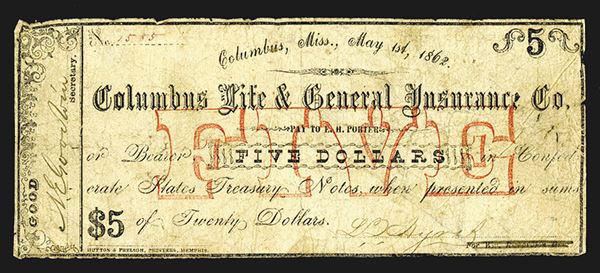 No. 1585
Columbus, Miss., May 1st, 1862.
5
Columbus Life & General Insurance Co.
PAY TO E. H. PORTER
or Bearer FIVE DOLLARS in Confed
erate States Treasury Notes, when presented in sums
of Twenty Dollars.
FIVE
$5
GOOD
Secretary.
HUTTON & FRELIGH, PRINTERS, MEMPHIS.